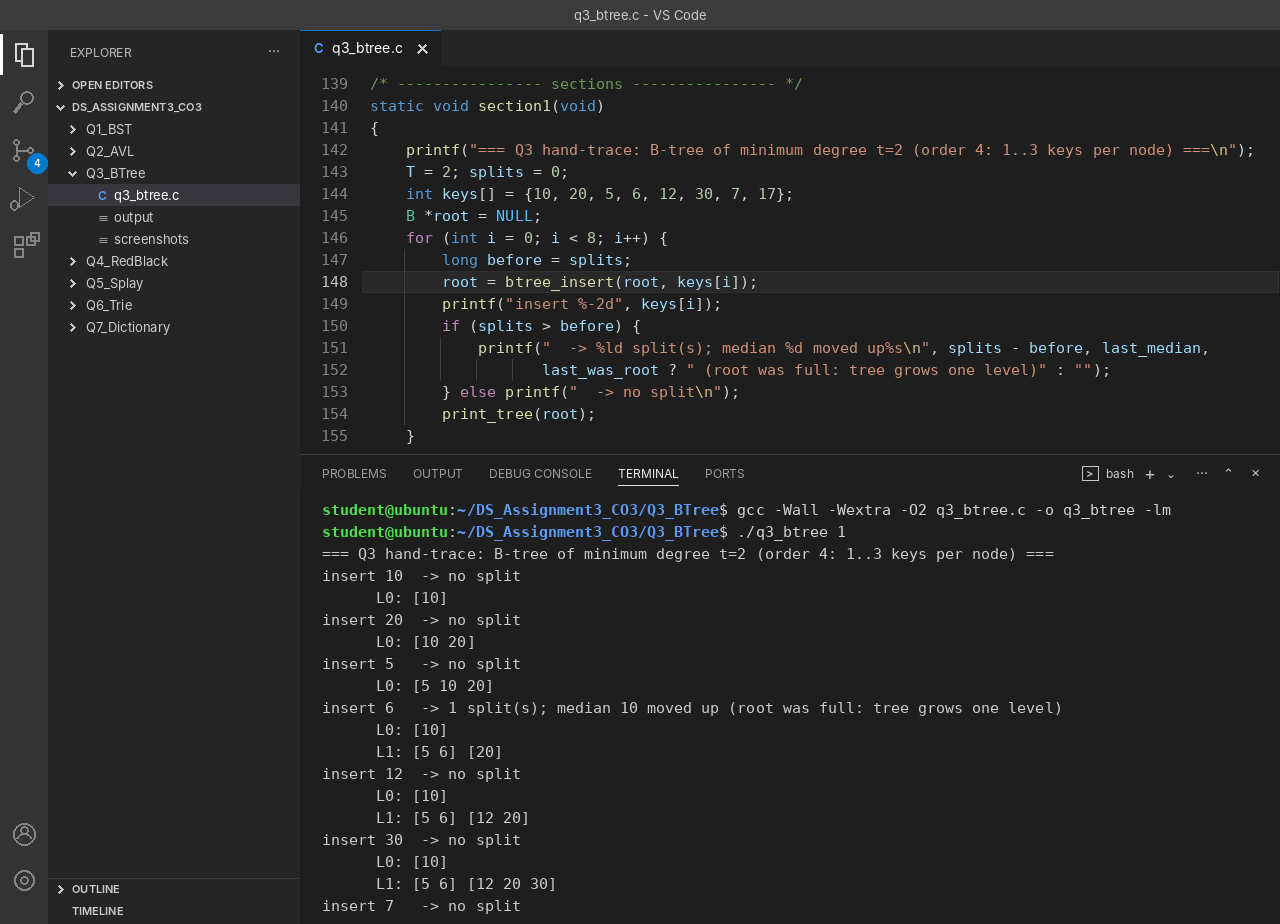 q3_btree.c - VS Code
EXPLORER
OPEN EDITORS
DS_ASSIGNMENT3_CO3
Q1_BST
Q2_AVL
Q3_BTree
C q3_btree.c
output
screenshots
Q4_RedBlack
Q5_Splay
Q6_Trie
Q7_Dictionary
4
OUTLINE
TIMELINE
C q3_btree.c
139 /* ---------------- sections ---------------- */
140 static void section1(void)
141 {
142     printf("=== Q3 hand-trace: B-tree of minimum degree t=2 (order 4: 1..3 keys per node) ===\n");
143     T = 2; splits = 0;
144     int keys[] = {10, 20, 5, 6, 12, 30, 7, 17};
145     B *root = NULL;
146     for (int i = 0; i < 8; i++) {
147         long before = splits;
148         root = btree_insert(root, keys[i]);
149         printf("insert %-2d", keys[i]);
150         if (splits > before) {
151             printf("  -> %ld split(s); median %d moved up%s\n", splits - before, last_median,
152                    last_was_root ? " (root was full: tree grows one level)" : "");
153         } else printf("  -> no split\n");
154         print_tree(root);
155     }
PROBLEMS OUTPUT DEBUG CONSOLE TERMINAL PORTS bash
student@ubuntu:~/DS_Assignment3_CO3/Q3_BTree$ gcc -Wall -Wextra -O2 q3_btree.c -o q3_btree -lm
student@ubuntu:~/DS_Assignment3_CO3/Q3_BTree$ ./q3_btree 1
=== Q3 hand-trace: B-tree of minimum degree t=2 (order 4: 1..3 keys per node) ===
insert 10  -> no split
      L0: [10]
insert 20  -> no split
      L0: [10 20]
insert 5   -> no split
      L0: [5 10 20]
insert 6   -> 1 split(s); median 10 moved up (root was full: tree grows one level)
      L0: [10]
      L1: [5 6] [20]
insert 12  -> no split
      L0: [10]
      L1: [5 6] [12 20]
insert 30  -> no split
      L0: [10]
      L1: [5 6] [12 20 30]
insert 7   -> no split